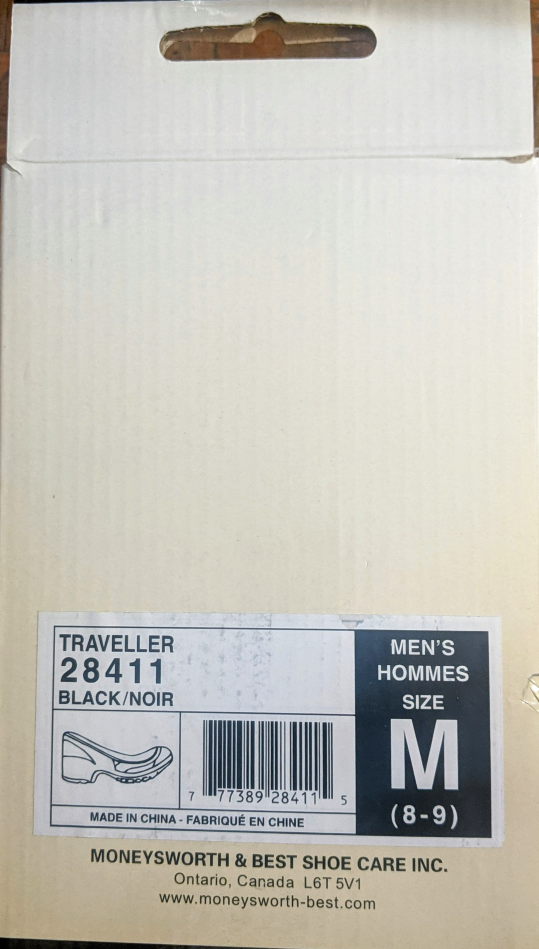 TRAVELLER
28411
BLACK/NOIR
MEN'S
HOMMES
SIZE
M
(8-9)
7 77389 28411 5
MADE IN CHINA - FABRIQUÉ EN CHINE
MONEYSWORTH & BEST SHOE CARE INC.
Ontario, Canada L6T 5V1
www.moneysworth-best.com